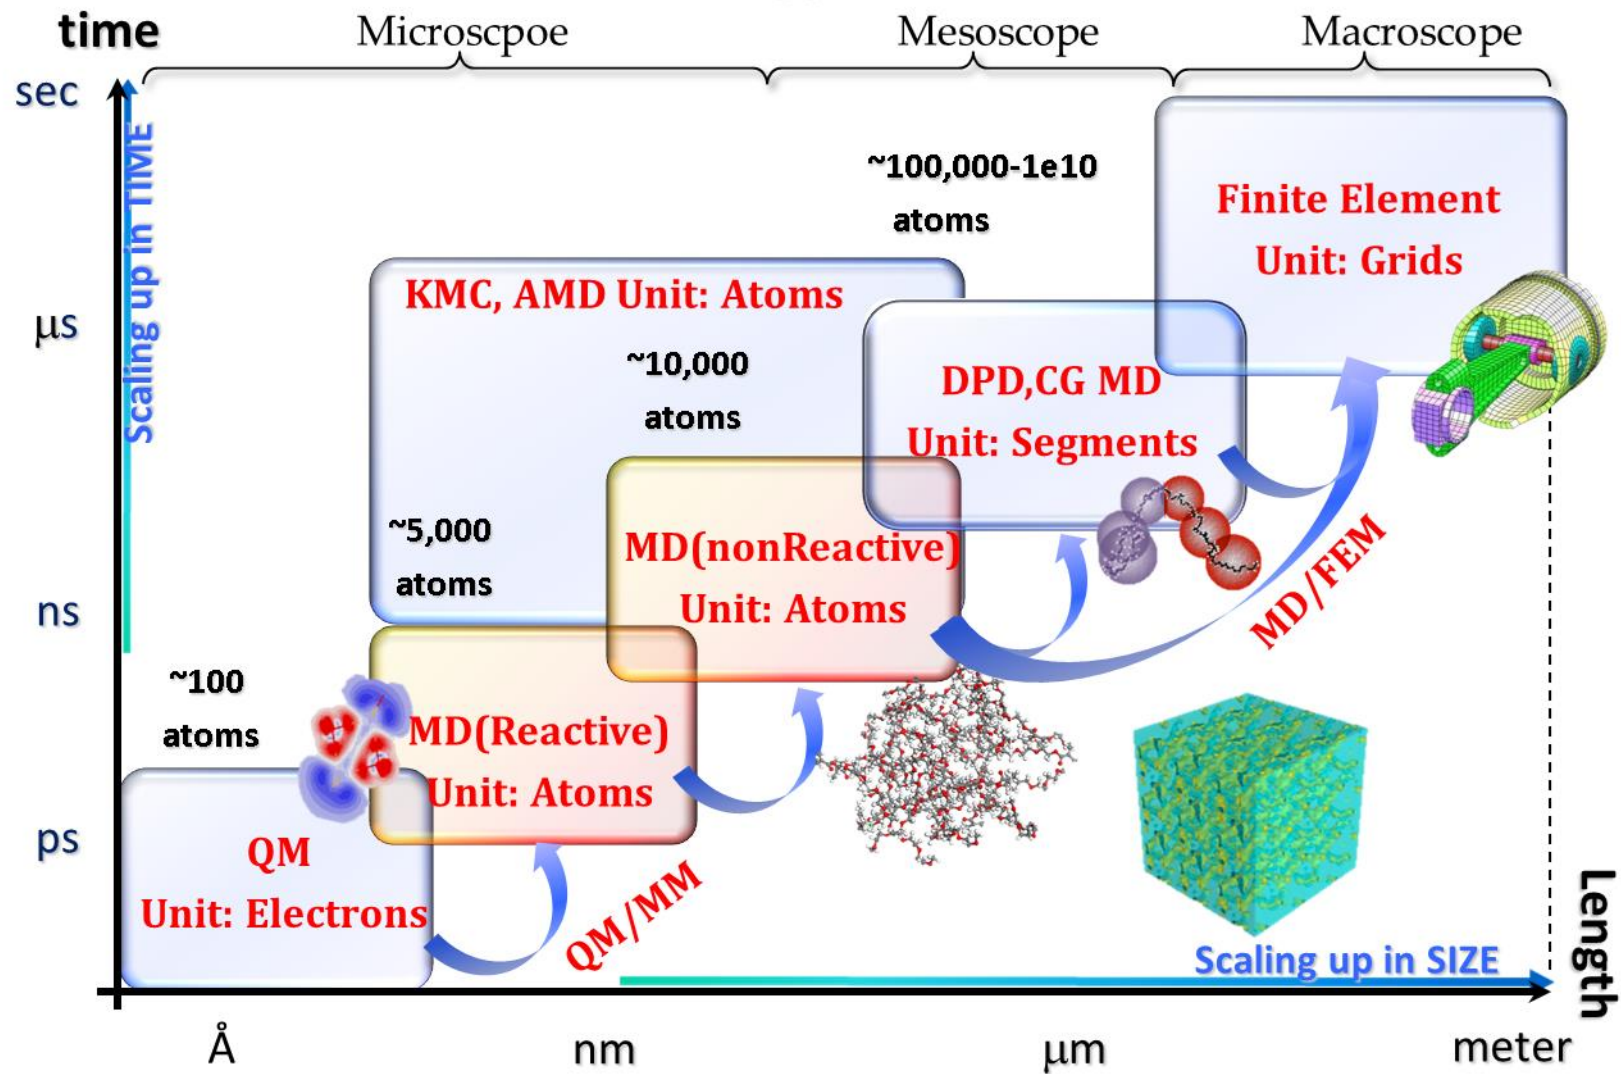 time
Microscpoe
Mesoscope
Macroscope
sec
Scaling up in TIME
~100,000-1e10
atoms
Finite Element
Unit: Grids
KMC, AMD Unit: Atoms
μs
~10,000
atoms
DPD,CG MD
Unit: Segments
~5,000
atoms
MD(nonReactive)
Unit: Atoms
MD/FEM
ns
~100
atoms
MD(Reactive)
Unit: Atoms
ps
QM
Unit: Electrons
QM/MM
Scaling up in SIZE
Length
Å
nm
μm
meter